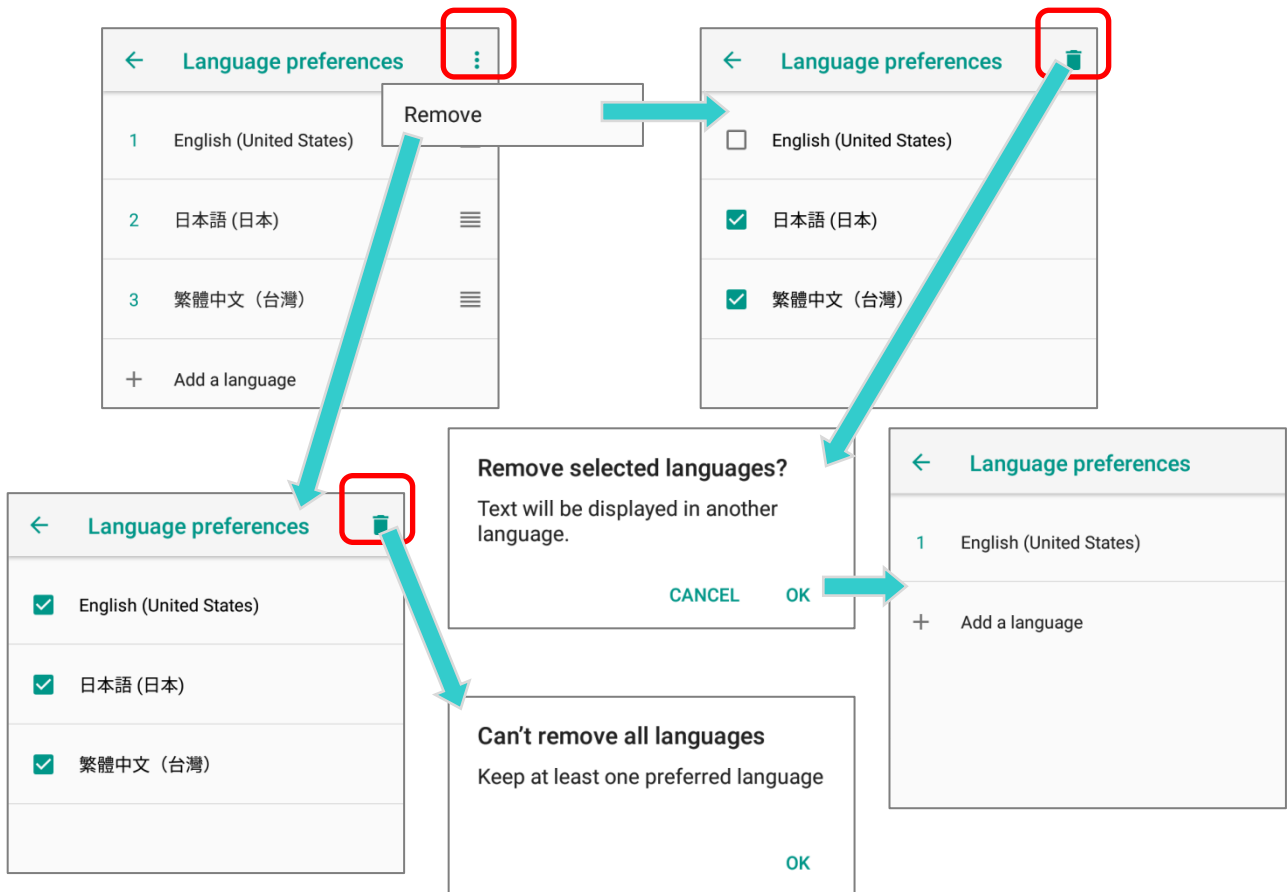 Language preferences
Remove
1 English (United States)
2 日本語 (日本)
3 繁體中文（台灣）
+ Add a language
Language preferences
English (United States)
日本語 (日本)
繁體中文（台灣）
Language preferences
English (United States)
日本語 (日本)
繁體中文（台灣）
Remove selected languages?
Text will be displayed in another
language.
CANCEL OK
Can’t remove all languages
Keep at least one preferred language
OK
Language preferences
1 English (United States)
+ Add a language